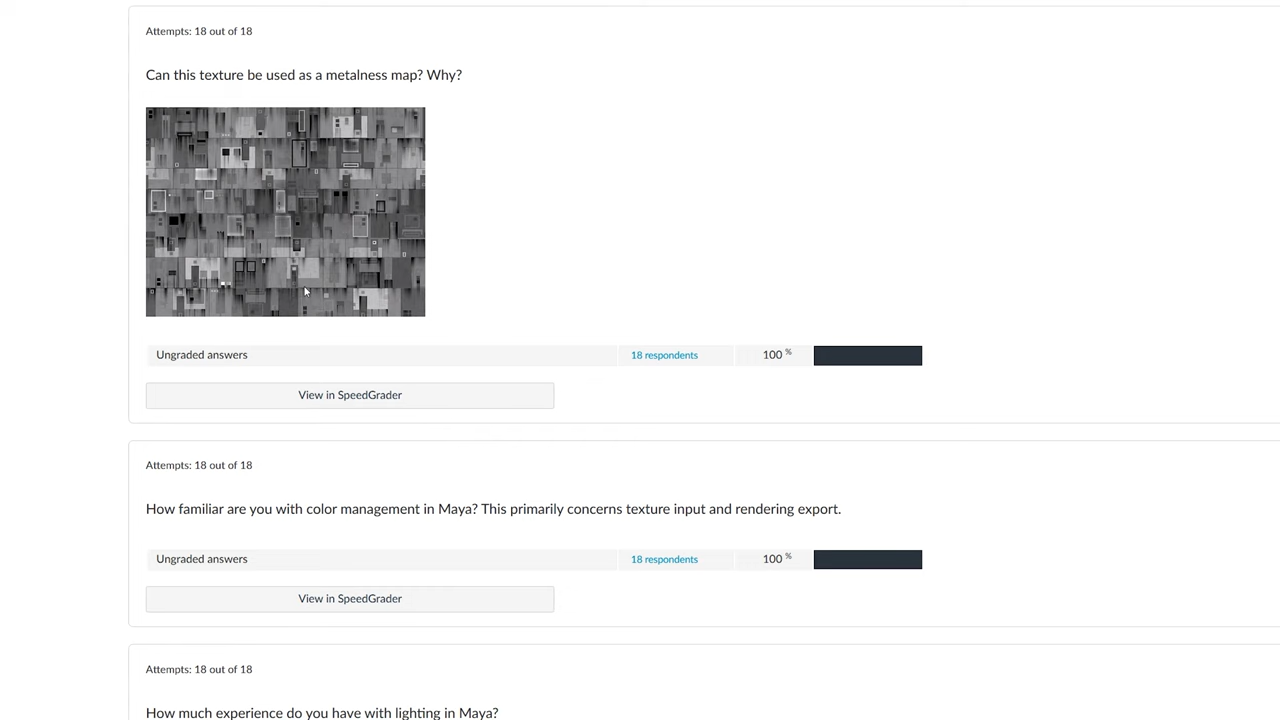 Attempts: 18 out of 18
Can this texture be used as a metalness map? Why?
Ungraded answers 18 respondents 100 %
View in SpeedGrader
Attempts: 18 out of 18
How familiar are you with color management in Maya? This primarily concerns texture input and rendering export.
Ungraded answers 18 respondents 100 %
View in SpeedGrader
Attempts: 18 out of 18
How much experience do you have with lighting in Maya?